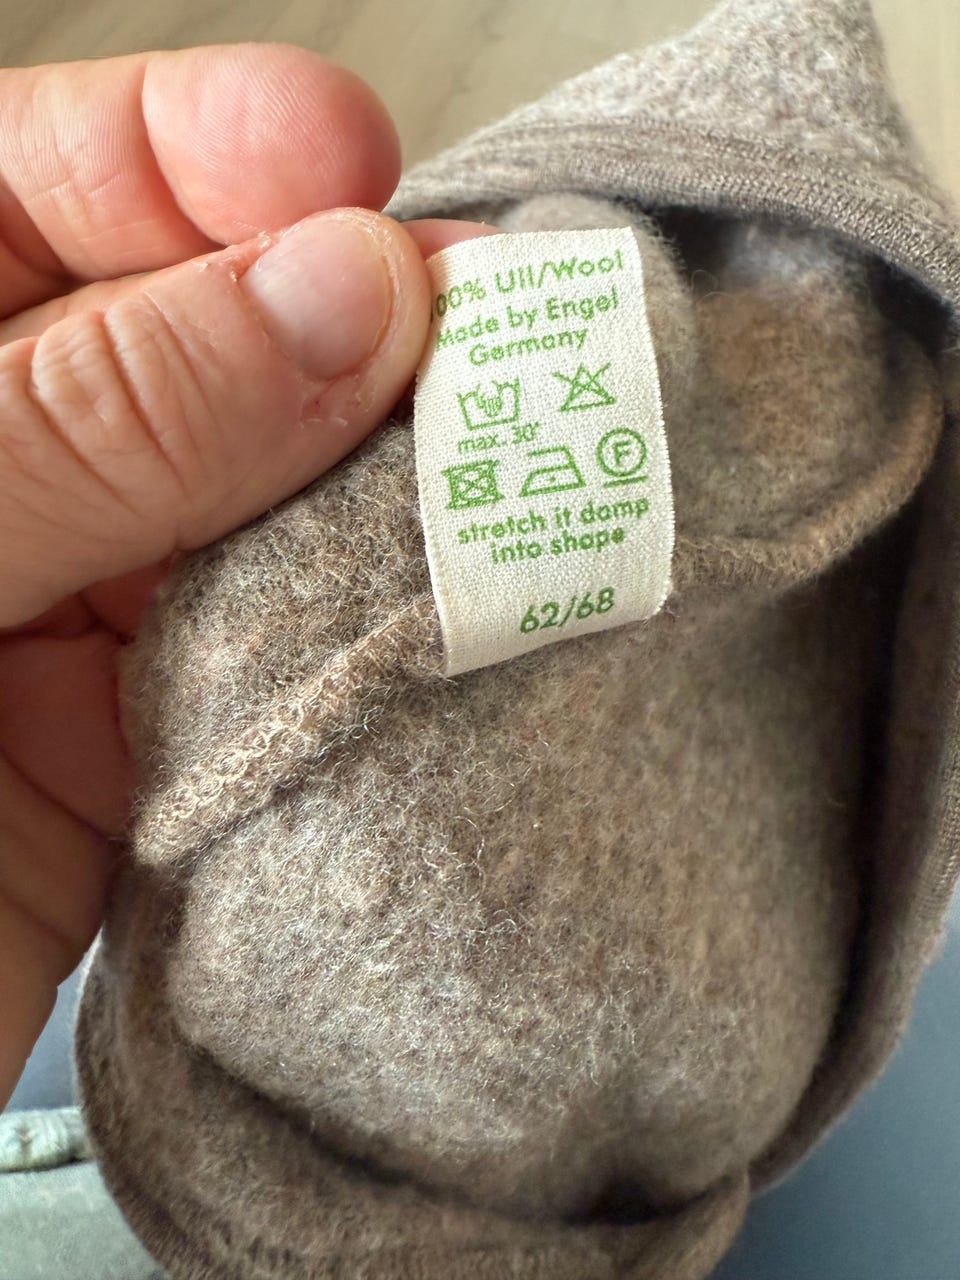 00% Ull/Wool
Made by Engel
Germany
max. 30°
F
stretch it damp
into shape
62/68